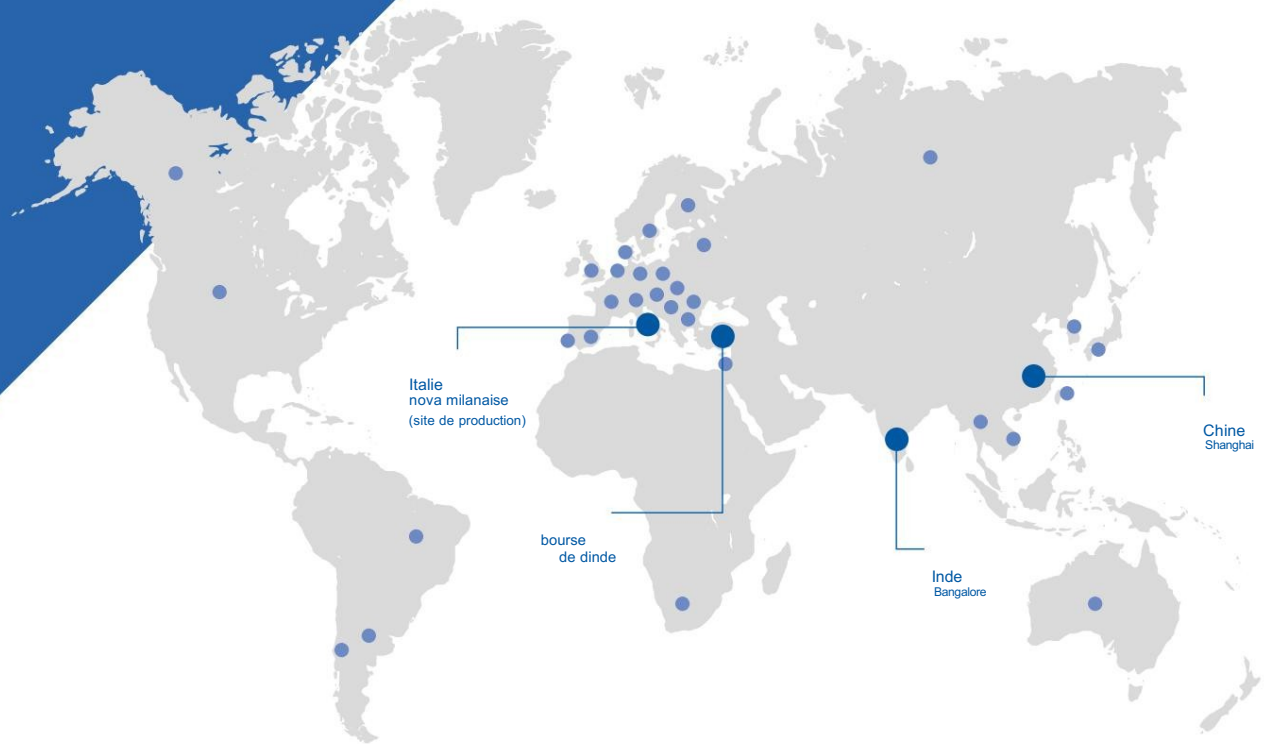 Italie
nova milanaise
(site de production)
bourse
de dinde
Inde
Bangalore
Chine
Shanghai